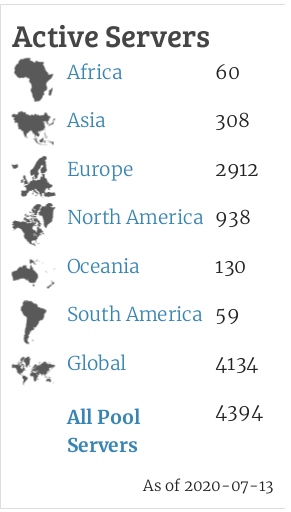 Active Servers
Africa 60
Asia 308
Europe 2912
North America 938
Oceania 130
South America 59
Global 4134
All Pool 4394
Servers
As of 2020-07-13